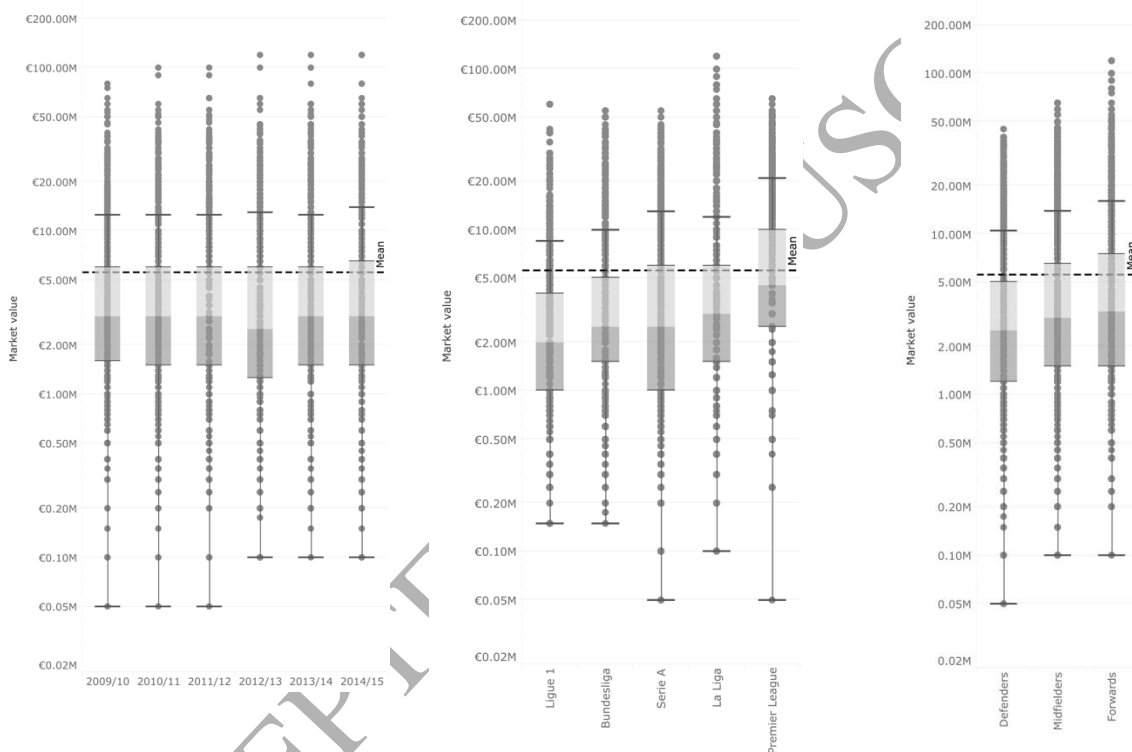 €200.00M
€100.00M
€50.00M
€20.00M
€10.00M
€5.00M
€2.00M
€1.00M
€0.50M
€0.20M
€0.10M
€0.05M
€0.02M
Market value
Mean
2009/10 2010/11 2011/12 2012/13 2013/14 2014/15
€200.00M
€100.00M
€50.00M
€20.00M
€10.00M
€5.00M
€2.00M
€1.00M
€0.50M
€0.20M
€0.10M
€0.05M
€0.02M
Market value
Mean
Ligue 1
Bundesliga
Serie A
La Liga
Premier League
200.00M
100.00M
50.00M
20.00M
10.00M
5.00M
2.00M
1.00M
0.50M
0.20M
0.10M
0.05M
0.02M
Market value
Mean
Defenders
Midfielders
Forwards